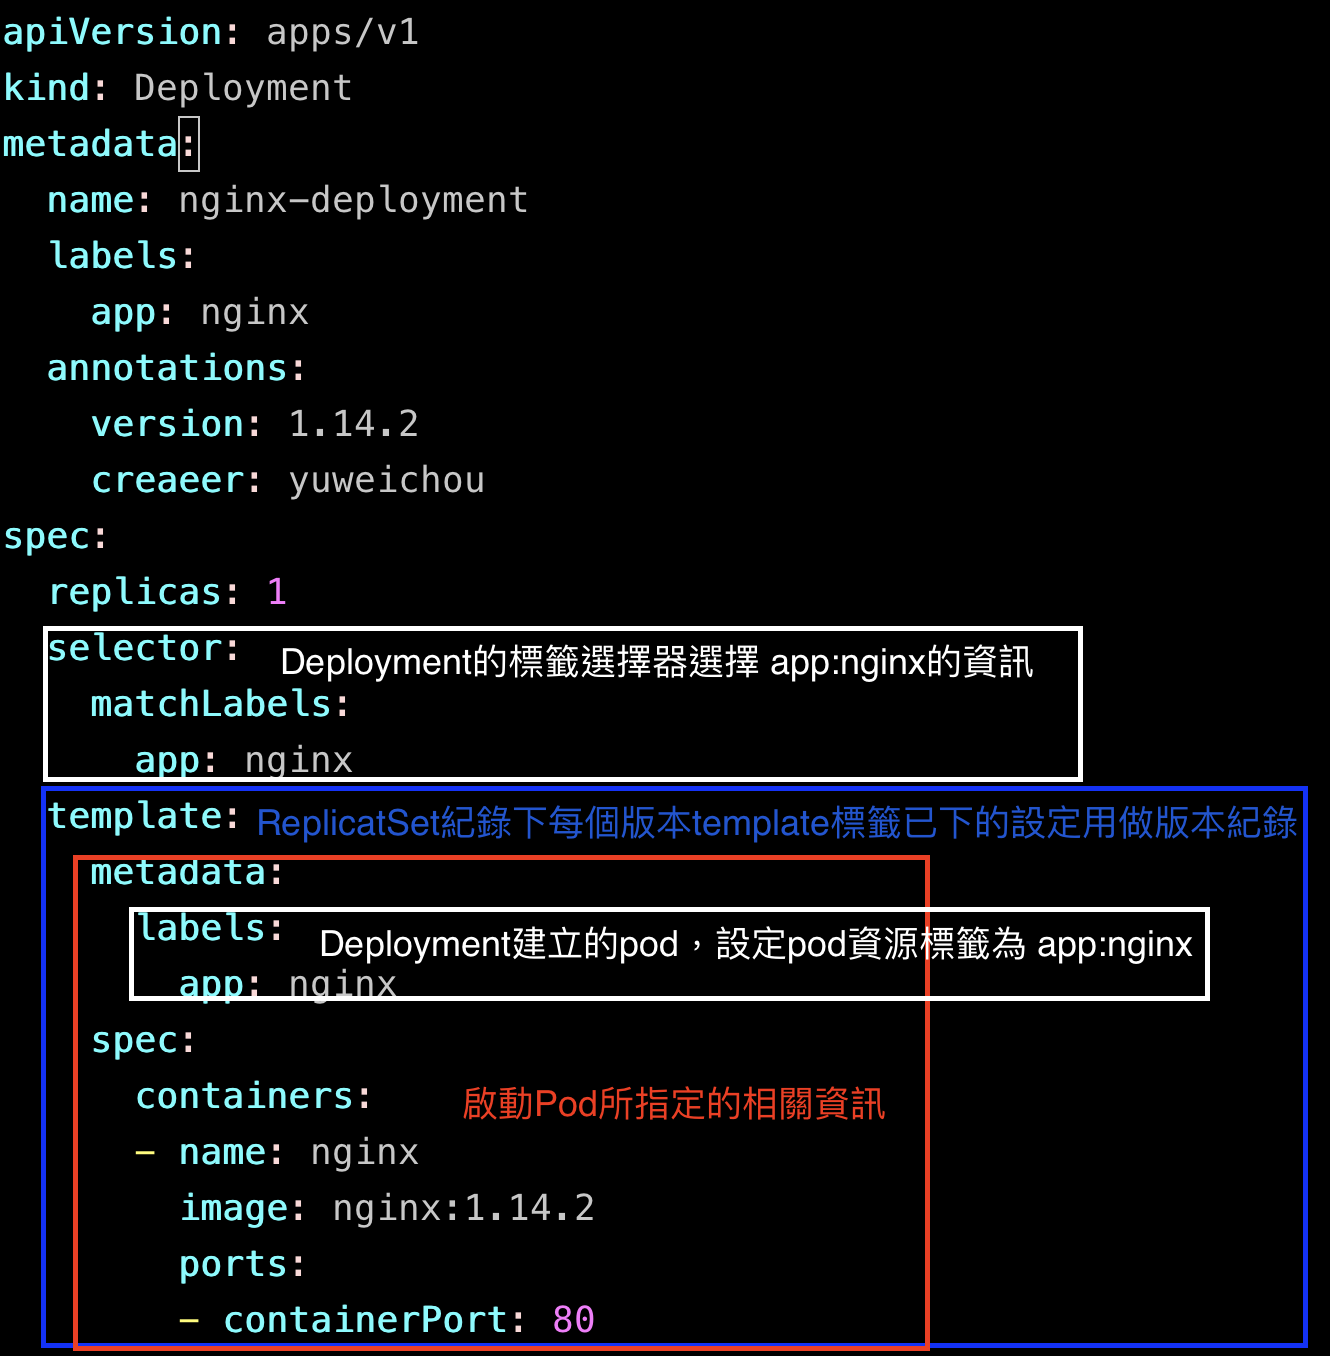 apiVersion: apps/v1
kind: Deployment
metadata:
name: nginx-deployment
labels:
app: nginx
annotations:
version: 1.14.2
creaeer: yuweichou
spec:
replicas: 1
selector:
Deployment的標籤選擇器選擇 app:nginx的資訊
matchLabels:
app: nginx
template:
ReplicatSet紀錄下每個版本template標籤已下的設定用做版本紀錄
metadata:
labels:
Deployment建立的pod，設定pod資源標籤為 app:nginx
app: nginx
spec:
containers:
啟動Pod所指定的相關資訊
- name: nginx
image: nginx:1.14.2
ports:
- containerPort: 80